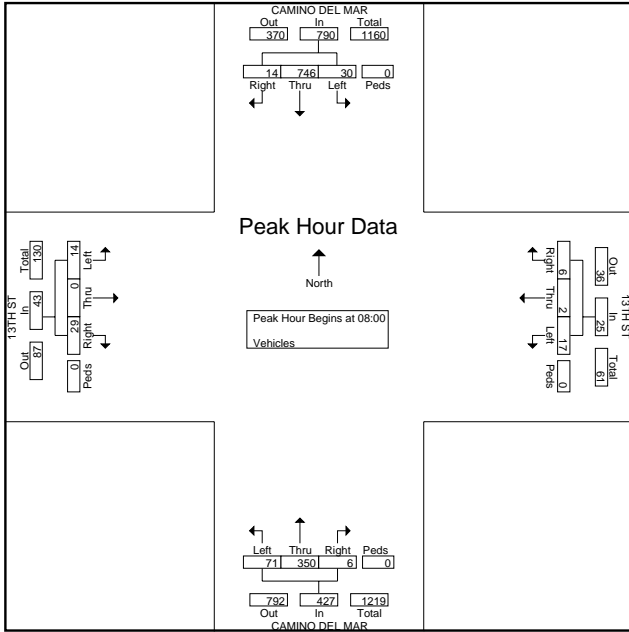 CAMINO DEL MAR
Out In Total
370 790 1160
14 746 30 0
Right Thru Left Peds
Peak Hour Data
North
Peak Hour Begins at 08:00
Vehicles
13TH ST
Out In Total
87 43 130
Left Thru Right Peds
14 0 29 0
13TH ST
Out In Total
36 25 61
Right Thru Left Peds
6 2 17 0
Left Thru Right Peds
71 350 6 0
792 427 1219
Out In Total
CAMINO DEL MAR